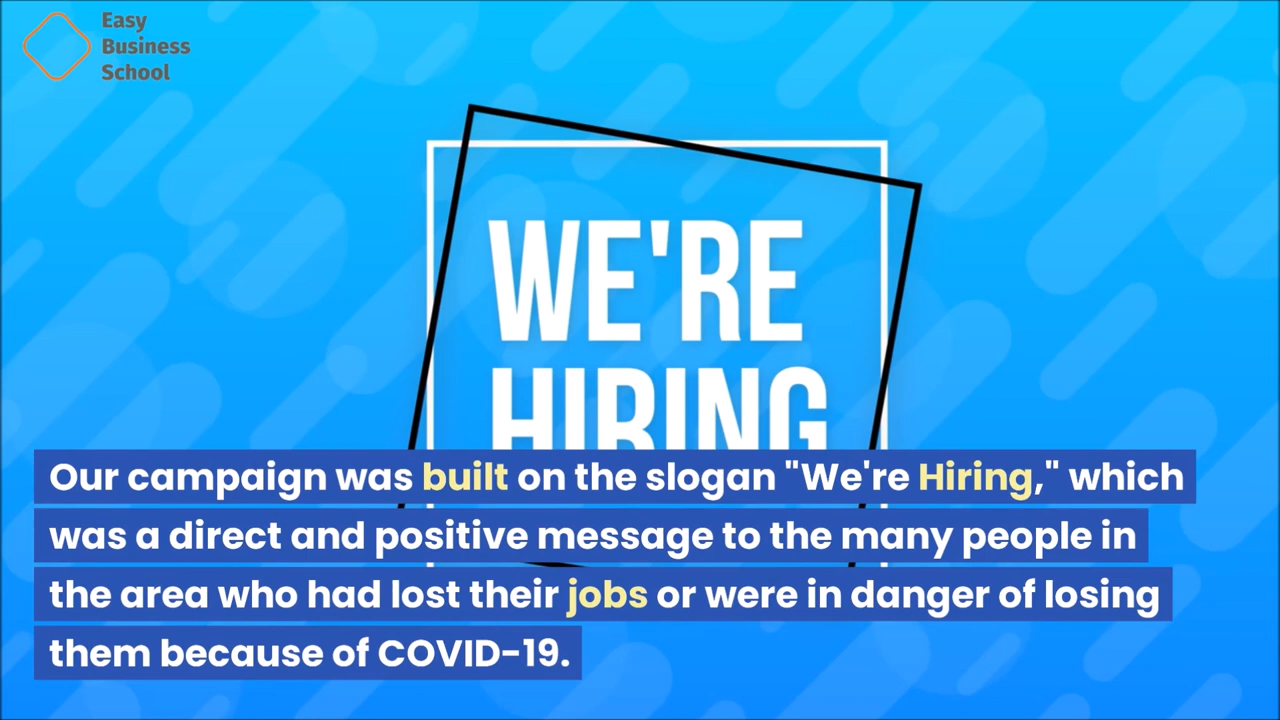 Easy
Business
School
WE'RE
HIRING
Our campaign was built on the slogan "We're Hiring," which
was a direct and positive message to the many people in
the area who had lost their jobs or were in danger of losing
them because of COVID-19.